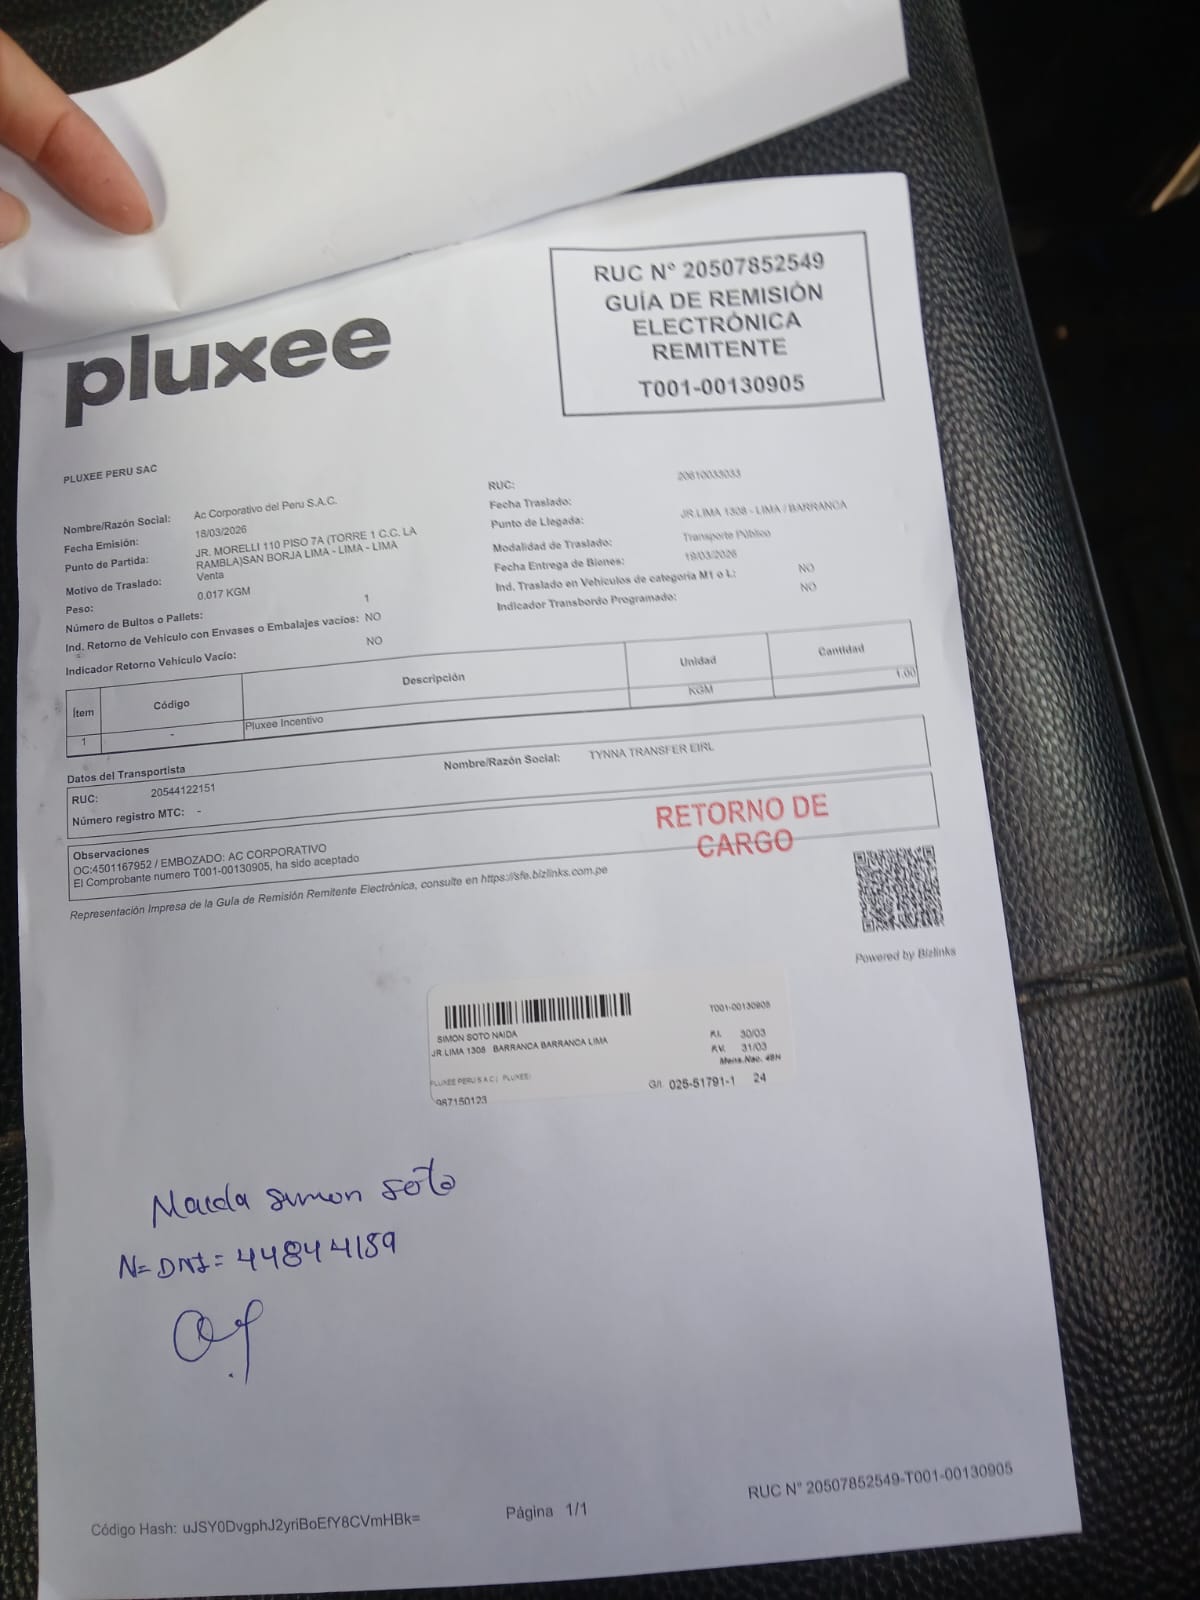 RUC N° 20507852549
GUÍA DE REMISIÓN
ELECTRÓNICA
REMITENTE
T001-00130905
pluxee
PLUXEE PERU SAC
Nombre/Razón Social: Ac Corporativo del Peru S.A.C.
Fecha Emisión: 18/03/2026
Punto de Partida: JR. MORELLI 110 PISO 7A (TORRE 1 C.C. LA
RAMBLA)SAN BORJA LIMA - LIMA - LIMA
Motivo de Traslado: Venta
Peso: 0.017 KGM
Número de Bultos o Pallets: 1
Ind. Retorno de Vehículo con Envases o Embalajes vacíos: NO
Indicador Retorno Vehículo Vacío: NO
RUC: 20610033033
Fecha Traslado:
Punto de Llegada: JR LIMA 1308 - LIMA / BARRANCA
Modalidad de Traslado: Transporte Público
Fecha Entrega de Bienes: 19/03/2026
Ind. Traslado en Vehículos de categoría M1 o L: NO
Indicador Transbordo Programado: NO
Ítem Código Descripción Unidad Cantidad
1 - Pluxee Incentivo KGM 1.00
Datos del Transportista
RUC: 20544122151 Nombre/Razón Social: TYNNA TRANSFER EIRL
Número registro MTC: -
Observaciones
OC:4501167952 / EMBOZADO: AC CORPORATIVO
El Comprobante numero T001-00130905, ha sido aceptado
RETORNO DE
CARGO
Representación Impresa de la Guía de Remisión Remitente Electrónica, consulte en https://sfe.bizlinks.com.pe
Powered by Bizlinks
T001-00130905
SIMON SOTO NAIDA
JR LIMA 1308 BARRANCA BARRANCA LIMA
30/03
31/03
Mens.Nac. 48H
PLUXEE PERU S A C ( PLUXEE)
G/I. 025-51791-1 24
987150123
Naida Simon Soto
N= DNI= 44844159
Página 1/1
RUC N° 20507852549-T001-00130905
Código Hash: uJSY0DvgphJ2yriBoEfY8CVmHBk=